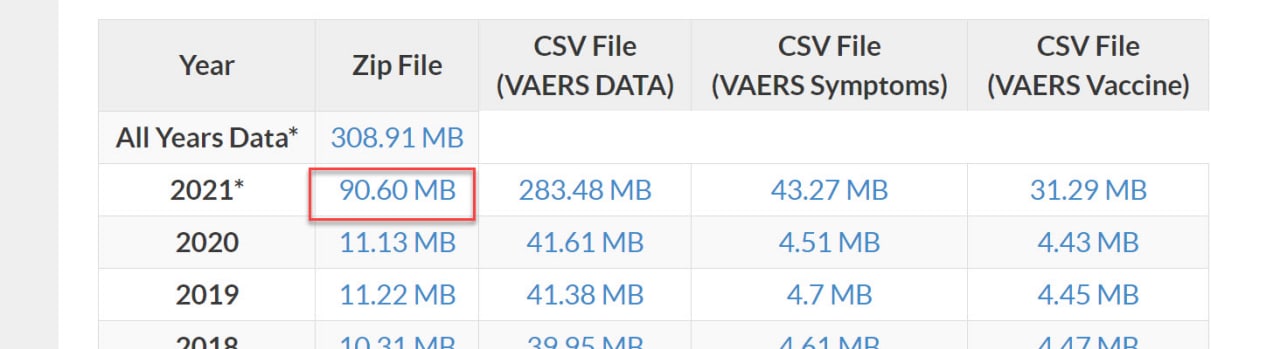 Year Zip File CSV File (VAERS DATA) CSV File (VAERS Symptoms) CSV File (VAERS Vaccine)
All Years Data* 308.91 MB
2021* 90.60 MB 283.48 MB 43.27 MB 31.29 MB
2020 11.13 MB 41.61 MB 4.51 MB 4.43 MB
2019 11.22 MB 41.38 MB 4.7 MB 4.45 MB
2018 10.31 MB 39.95 MB 4.61 MB 4.47 MB